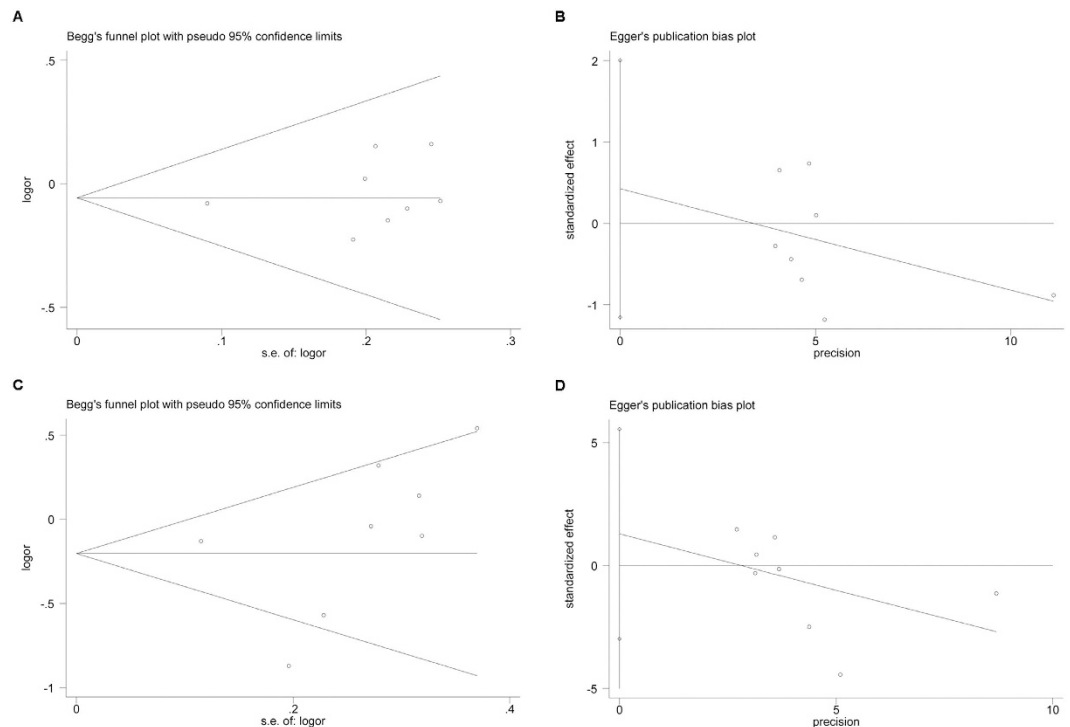 A
Begg's funnel plot with pseudo 95% confidence limits
.5
0
-.5
logor
0
.1
.2
.3
s.e. of: logor
B
Egger's publication bias plot
2
1
0
-1
standardized effect
0
5
10
precision
C
Begg's funnel plot with pseudo 95% confidence limits
.5
0
-.5
-1
logor
0
.2
.4
s.e. of: logor
D
Egger's publication bias plot
5
0
-5
standardized effect
0
5
10
precision